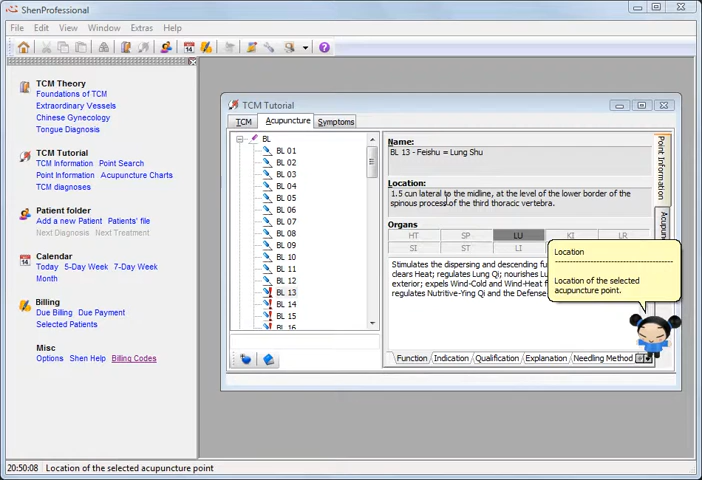 ShenProfessional
File Edit View Window Extras Help
TCM Theory
Foundations of TCM
Extraordinary Vessels
Chinese Gynecology
Tongue Diagnosis
TCM Tutorial
TCM Information Point Search
Point Information Acupuncture Charts
TCM diagnoses
Patient folder
Add a new Patient Patients' file
Next Diagnosis Next Treatment
Calendar
Today 5-Day Week 7-Day Week
Month
Billing
Due Billing Due Payment
Selected Patients
Misc
Options Shen Help Billing Codes
TCM Tutorial
TCM Acupuncture Symptoms
BL
BL 01
BL 02
BL 03
BL 04
BL 05
BL 06
BL 07
BL 08
BL 09
BL 10
BL 11
BL 12
BL 13
BL 14
BL 15
BL 16
Name:
BL 13 - Feishu = Lung Shu
Location:
1.5 cun lateral to the midline, at the level of the lower border of the
spinous process of the third thoracic vertebra.
Organs
HT SP LU KI LR
SI ST LI
Stimulates the dispersing and descending fu
clears Heat; regulates Lung Qi; nourishes Lu
exterior; expels Wind-Cold and Wind-Heat f
regulates Nutritive-Ying Qi and the Defense
Function Indication Qualification Explanation Needling Method
Point Information
Acupun
Location
Location of the selected
acupuncture point.
20:50:08 Location of the selected acupuncture point